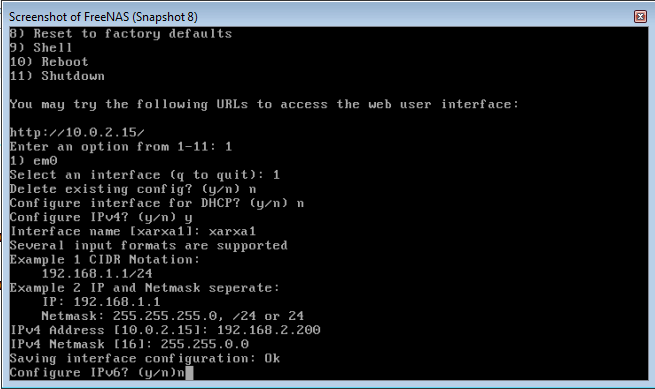 Screenshot of FreeNAS (Snapshot 8)
8) Reset to factory defaults
9) Shell
10) Reboot
11) Shutdown
You may try the following URLs to access the web user interface:
http://10.0.2.15/
Enter an option from 1-11: 1
1) em0
Select an interface (q to quit): 1
Delete existing config? (y/n) n
Configure interface for DHCP? (y/n) n
Configure IPv4? (y/n) y
Interface name [xarxa1]: xarxa1
Several input formats are supported
Example 1 CIDR Notation:
192.168.1.1/24
Example 2 IP and Netmask seperate:
IP: 192.168.1.1
Netmask: 255.255.255.0, /24 or 24
IPv4 Address [10.0.2.15]: 192.168.2.200
IPv4 Netmask [16]: 255.255.0.0
Saving interface configuration: Ok
Configure IPv6? (y/n)n